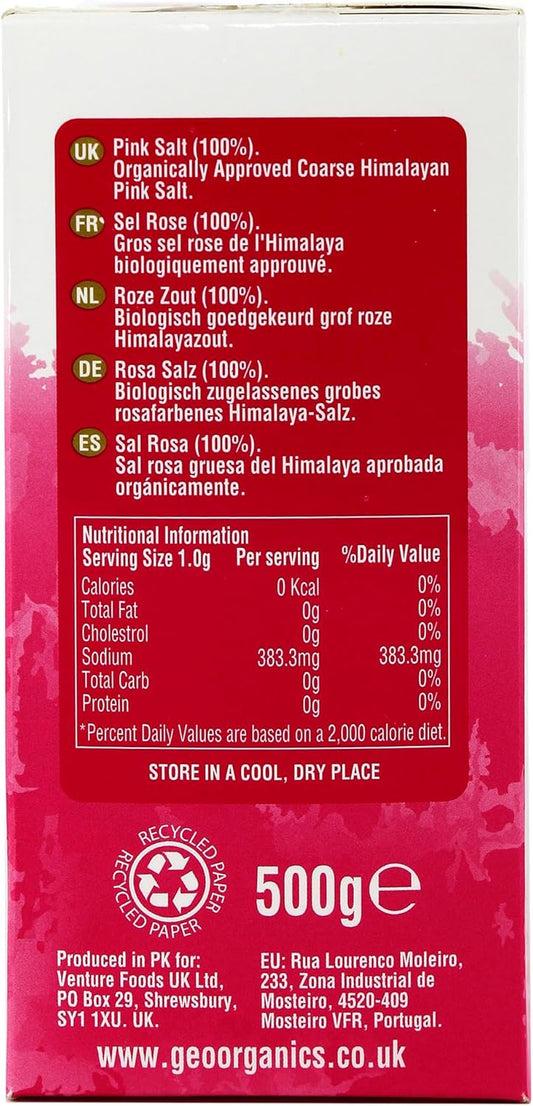 UK Pink Salt (100%).
Organically Approved Coarse Himalayan
Pink Salt.
FR Sel Rose (100%).
Gros sel rose de l'Himalaya
biologiquement approuvé.
NL Roze Zout (100%).
Biologisch goedgekeurd grof roze
Himalayazout.
DE Rosa Salz (100%).
Biologisch zugelassenes grobes
rosafarbenes Himalaya-Salz.
ES Sal Rosa (100%).
Sal rosa gruesa del Himalaya aprobada
orgánicamente.
Nutritional Information
Serving Size 1.0g Per serving %Daily Value
Calories 0 Kcal 0%
Total Fat 0g 0%
Cholestrol 0g 0%
Sodium 383.3mg 383.3mg
Total Carb 0g 0%
Protein 0g 0%
*Percent Daily Values are based on a 2,000 calorie diet.
STORE IN A COOL, DRY PLACE
RECYCLED PAPER
RECYCLED PAPER
500g e
Produced in PK for:
Venture Foods UK Ltd,
PO Box 29, Shrewsbury,
SY1 1XU. UK.
EU: Rua Lourenco Moleiro,
233, Zona Industrial de
Mosteiro, 4520-409
Mosteiro VFR, Portugal.
www.geoorganics.co.uk